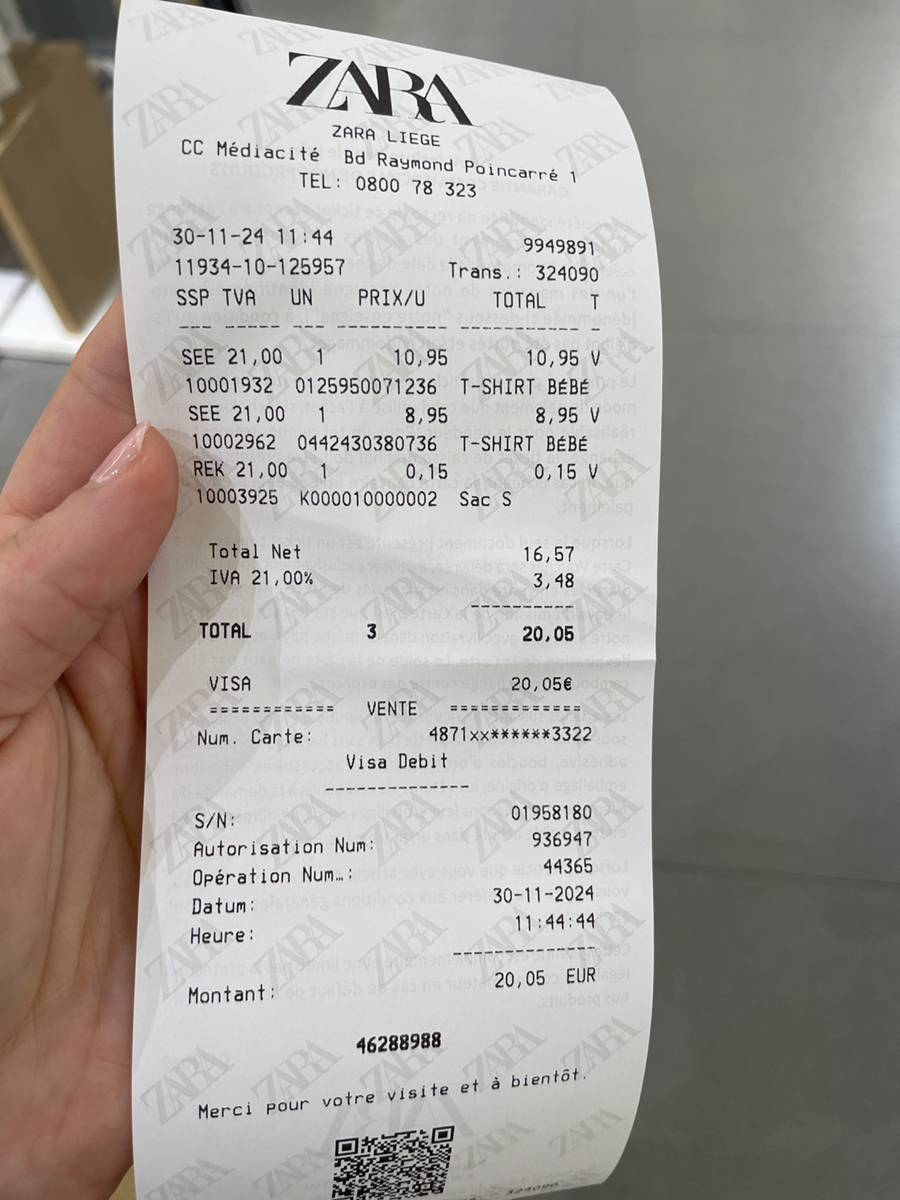 ZARA
ZARA LIEGE
CC Médiacité Bd Raymond Poincarré 1
TEL: 0800 78 323
30-11-24 11:44 9949891
11934-10-125957 Trans.: 324090
SSP TVA UN PRIX/U TOTAL T
--- ----- --- ---------- ----------- -
SEE 21,00 1 10,95 10,95 V
10001932 0125950071236 T-SHIRT BÉBÉ
SEE 21,00 1 8,95 8,95 V
10002962 0442430380736 T-SHIRT BÉBÉ
REK 21,00 1 0,15 0,15 V
10003925 K000010000002 Sac S
Total Net 16,57
IVA 21,00% 3,48
----------
TOTAL 3 20,05
VISA 20,05€
============ VENTE ============
Num. Carte: 4871xx******3322
Visa Debit
--------------
S/N: 01958180
Autorisation Num: 936947
Opération Num…: 44365
Datum: 30-11-2024
Heure: 11:44:44
--------------
Montant: 20,05 EUR
46288988
Merci pour votre visite et à bientôt.
324090